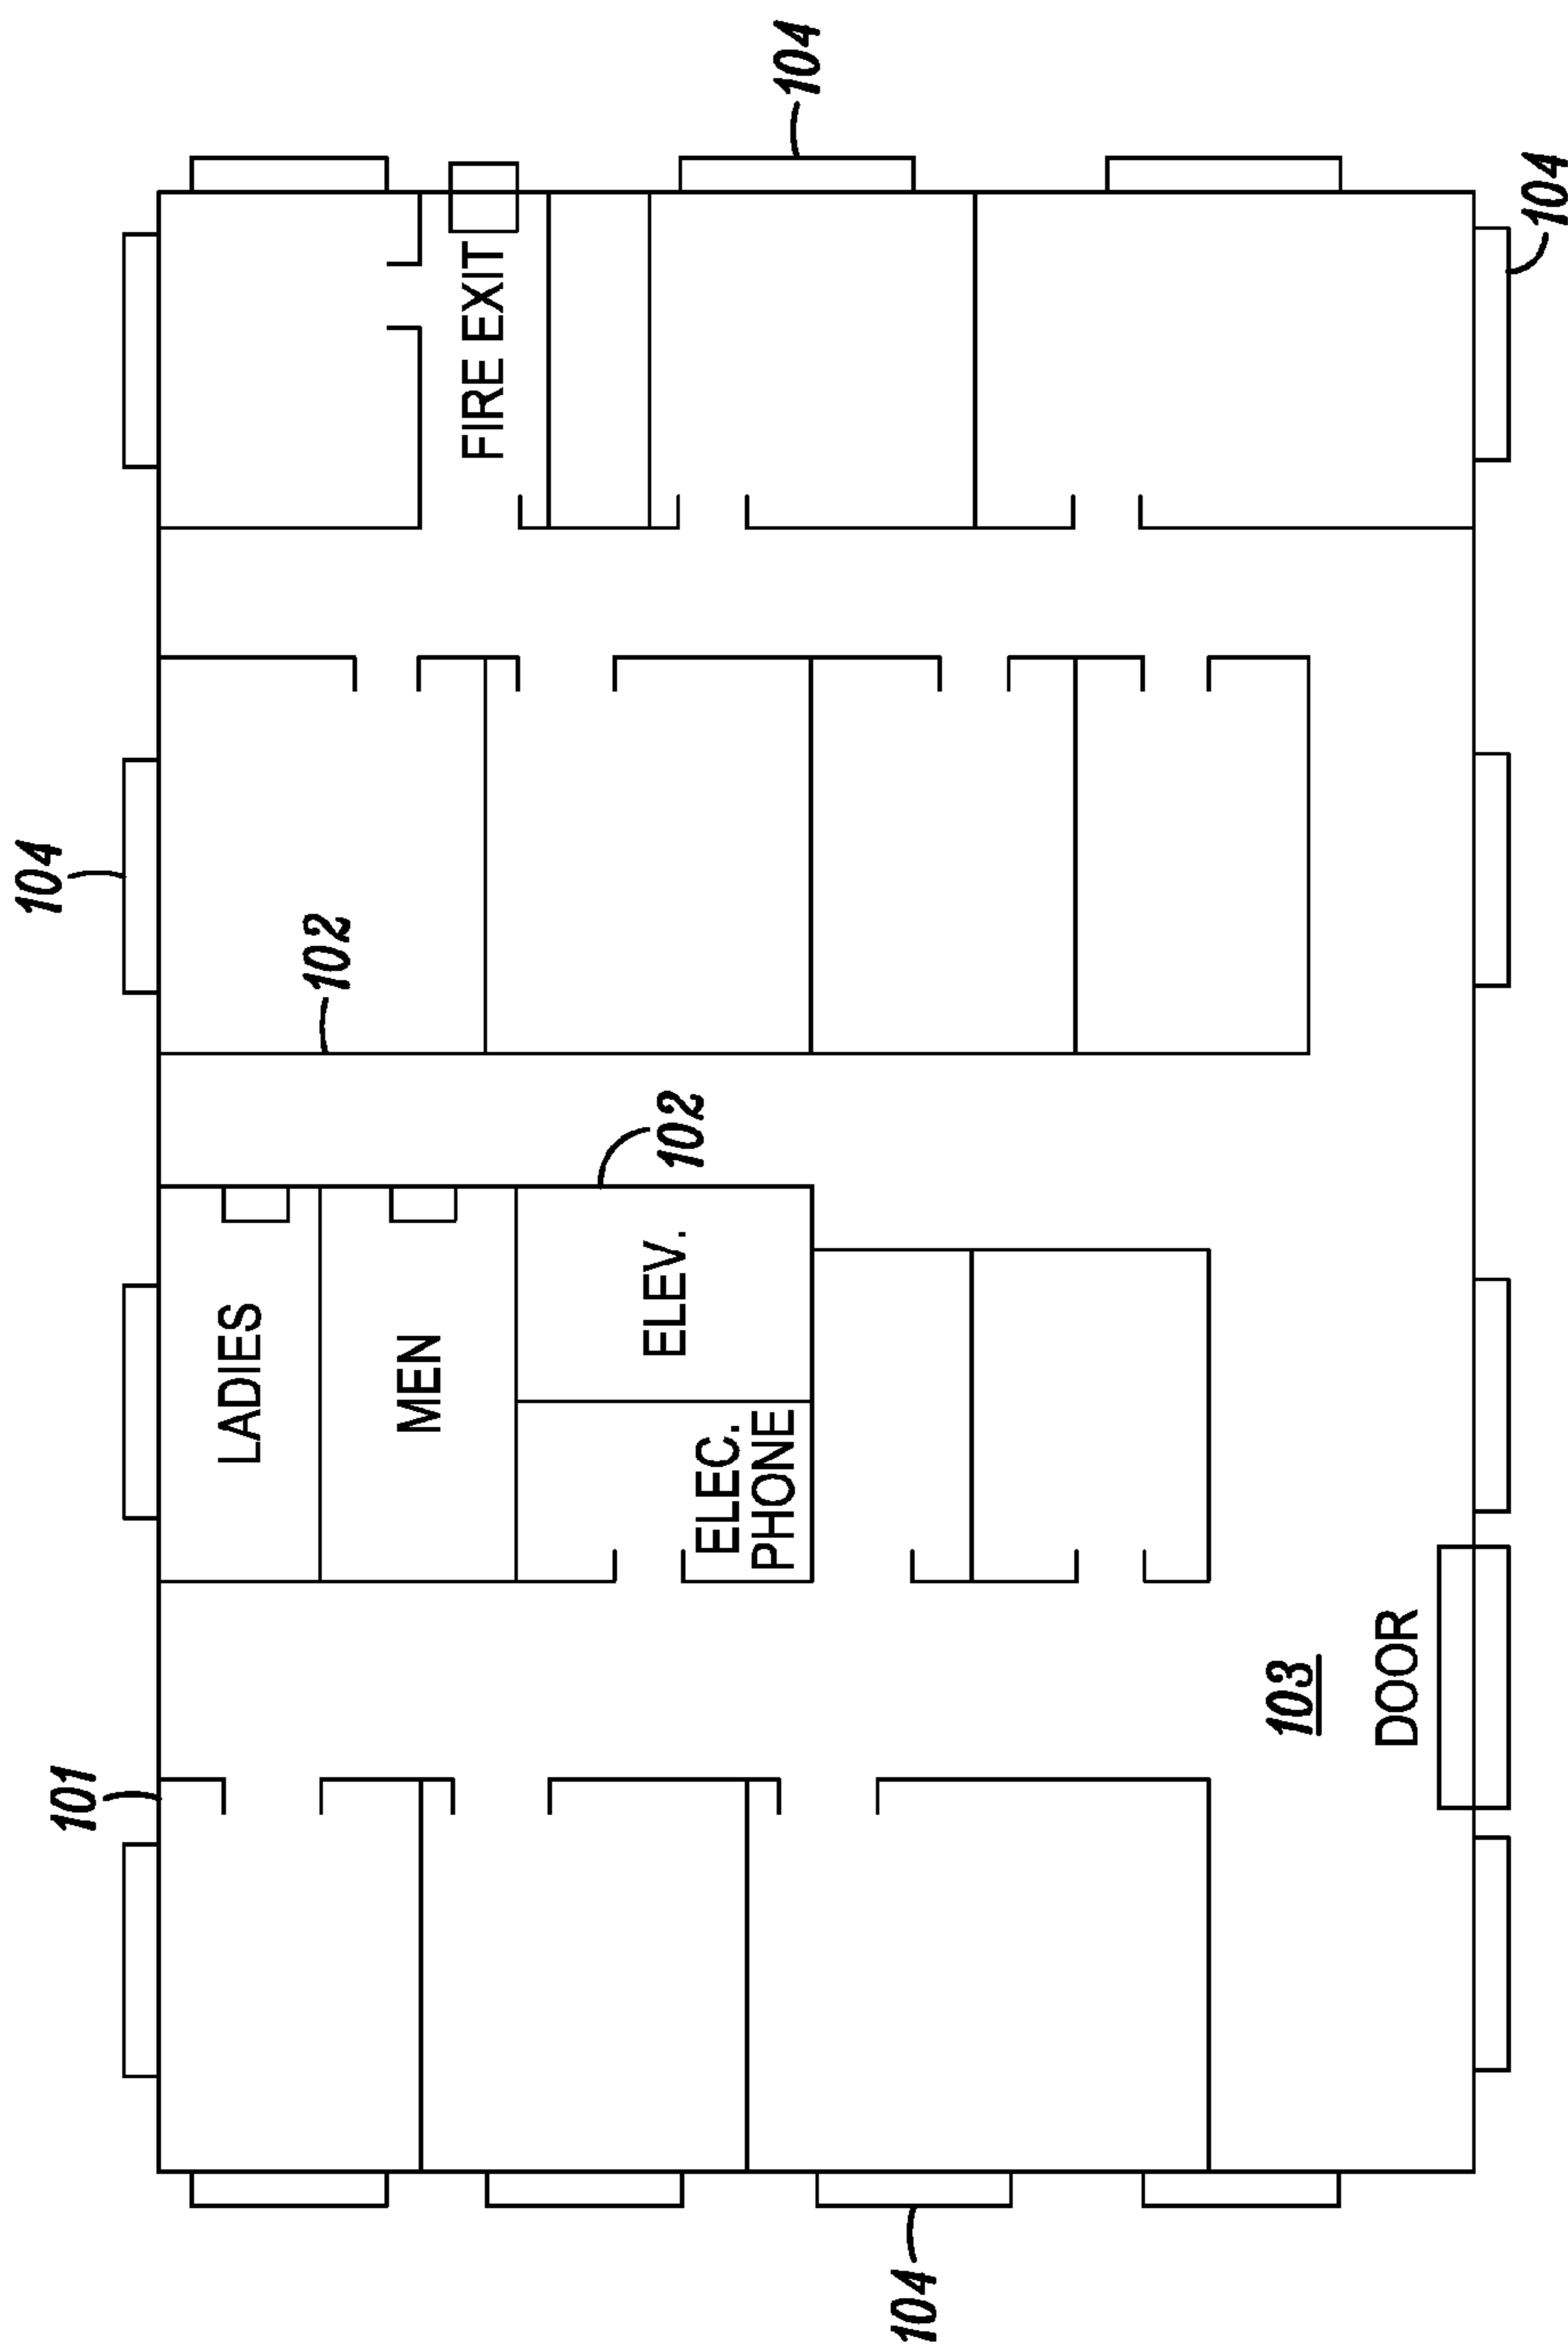 104
101
LADIES
102
MEN
FIRE EXIT
ELEV.
102
ELEC.
PHONE
104
104
103
DOOR
104